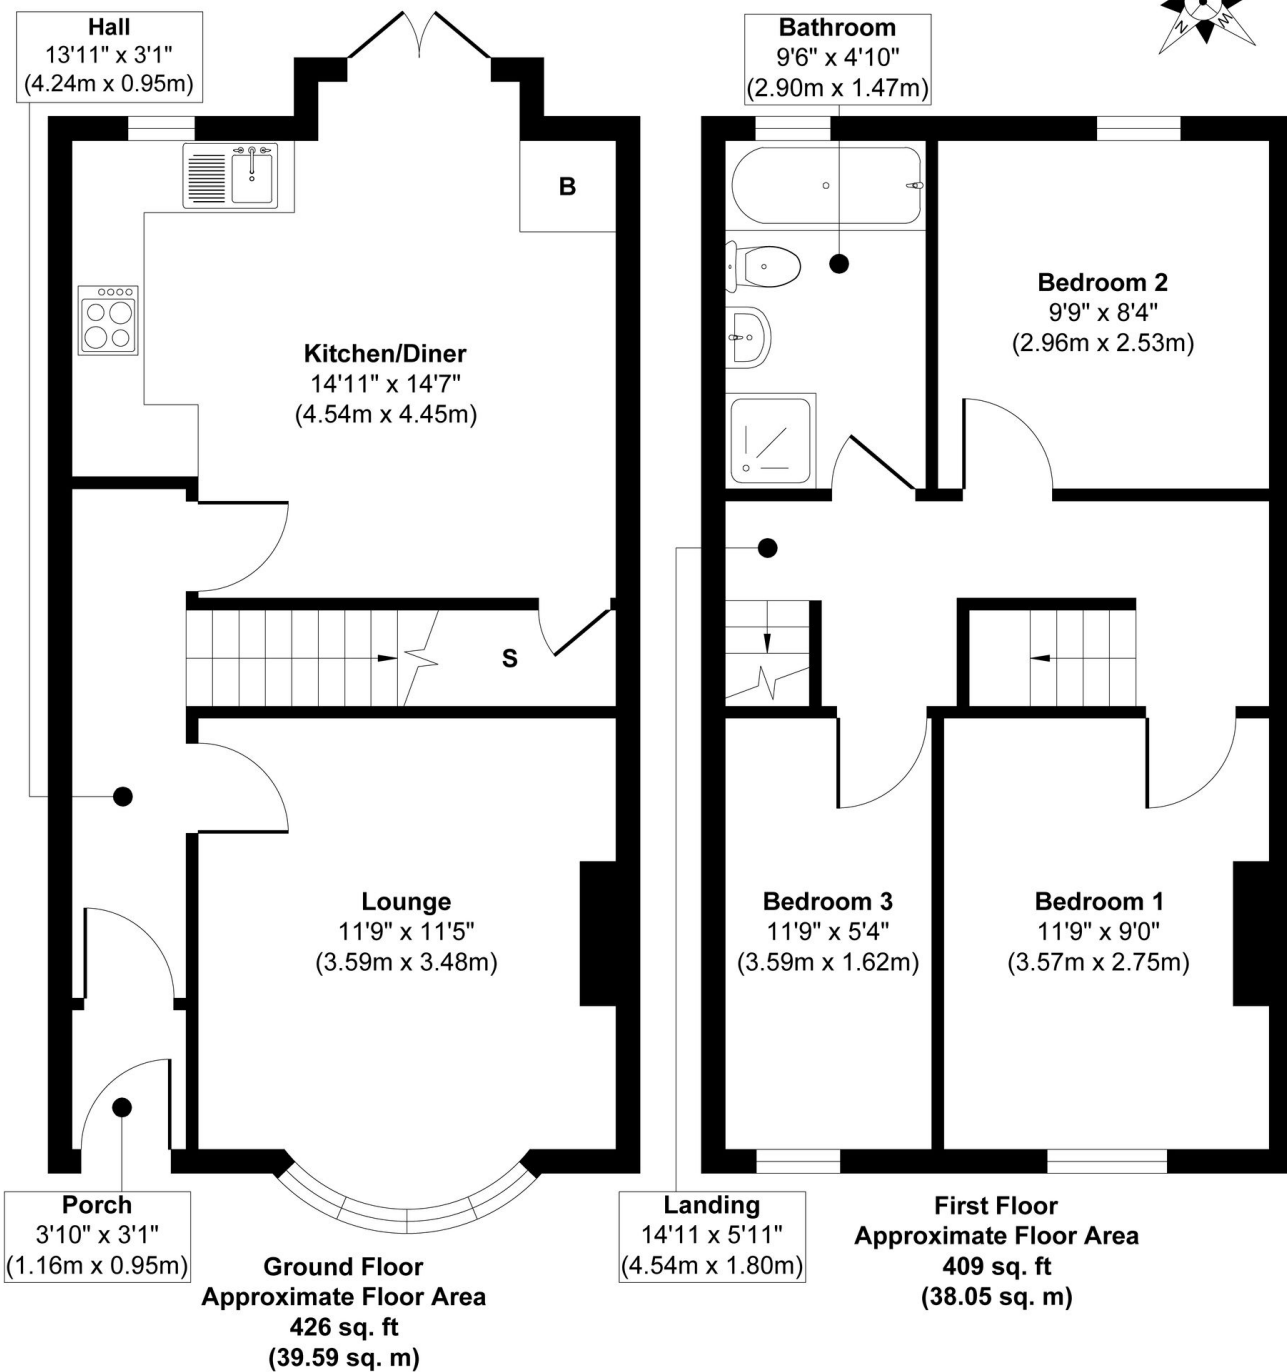 Hall
13'11" x 3'1"
(4.24m x 0.95m)
Bathroom
9'6" x 4'10"
(2.90m x 1.47m)
N
B
Kitchen/Diner
14'11" x 14'7"
(4.54m x 4.45m)
Bedroom 2
9'9" x 8'4"
(2.96m x 2.53m)
S
Lounge
11'9" x 11'5"
(3.59m x 3.48m)
Bedroom 3
11'9" x 5'4"
(3.59m x 1.62m)
Bedroom 1
11'9" x 9'0"
(3.57m x 2.75m)
Porch
3'10" x 3'1"
(1.16m x 0.95m)
Ground Floor
Approximate Floor Area
426 sq. ft
(39.59 sq. m)
Landing
14'11 x 5'11"
(4.54m x 1.80m)
First Floor
Approximate Floor Area
409 sq. ft
(38.05 sq. m)